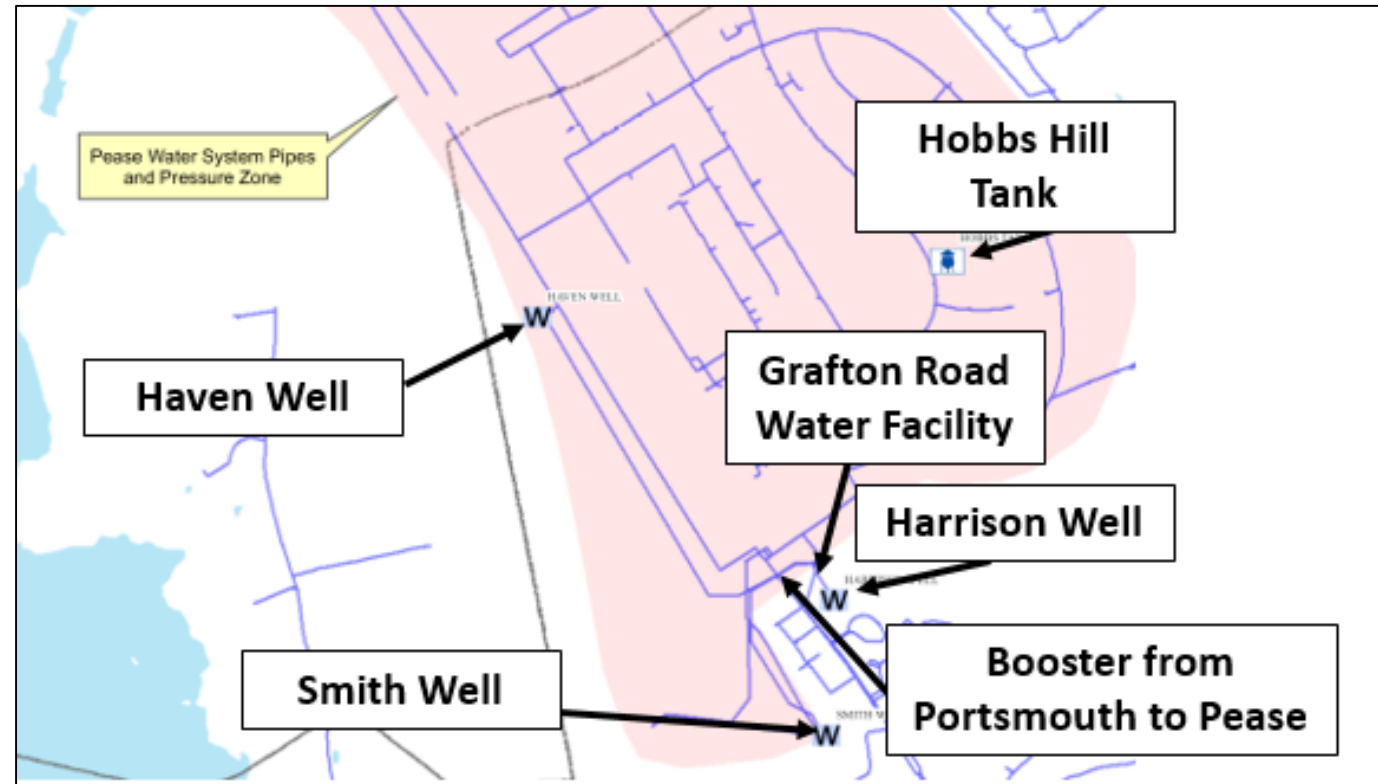 Hobbs Hill
Tank
Pease Water System Pipes
and Pressure Zone
HAVEN WELL
W
Haven Well
Grafton Road
Water Facility
Harrison Well
W
Smith Well
Booster from
Portsmouth to Pease
SMITH W
W